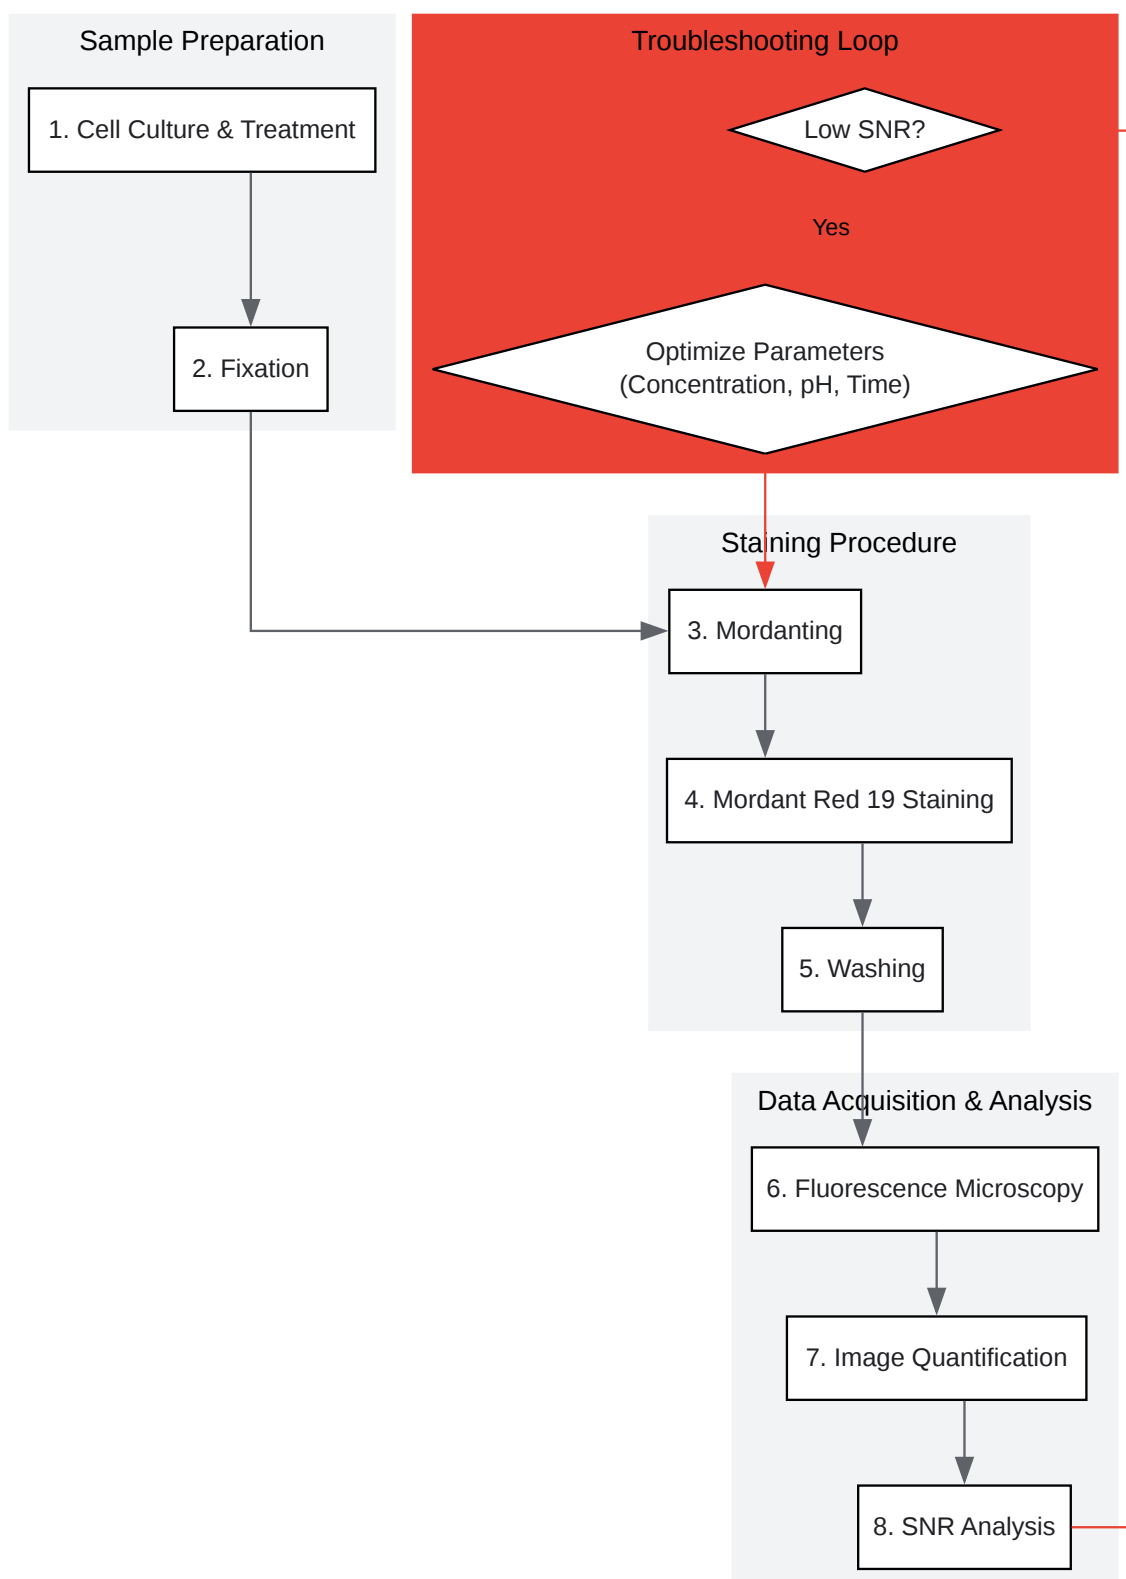 Sample Preparation
1. Cell Culture & Treatment
2. Fixation
Troubleshooting Loop
Low SNR?
Yes
Optimize Parameters
(Concentration, pH, Time)
Staining Procedure
3. Mordanting
4. Mordant Red 19 Staining
5. Washing
Data Acquisition & Analysis
6. Fluorescence Microscopy
7. Image Quantification
8. SNR Analysis